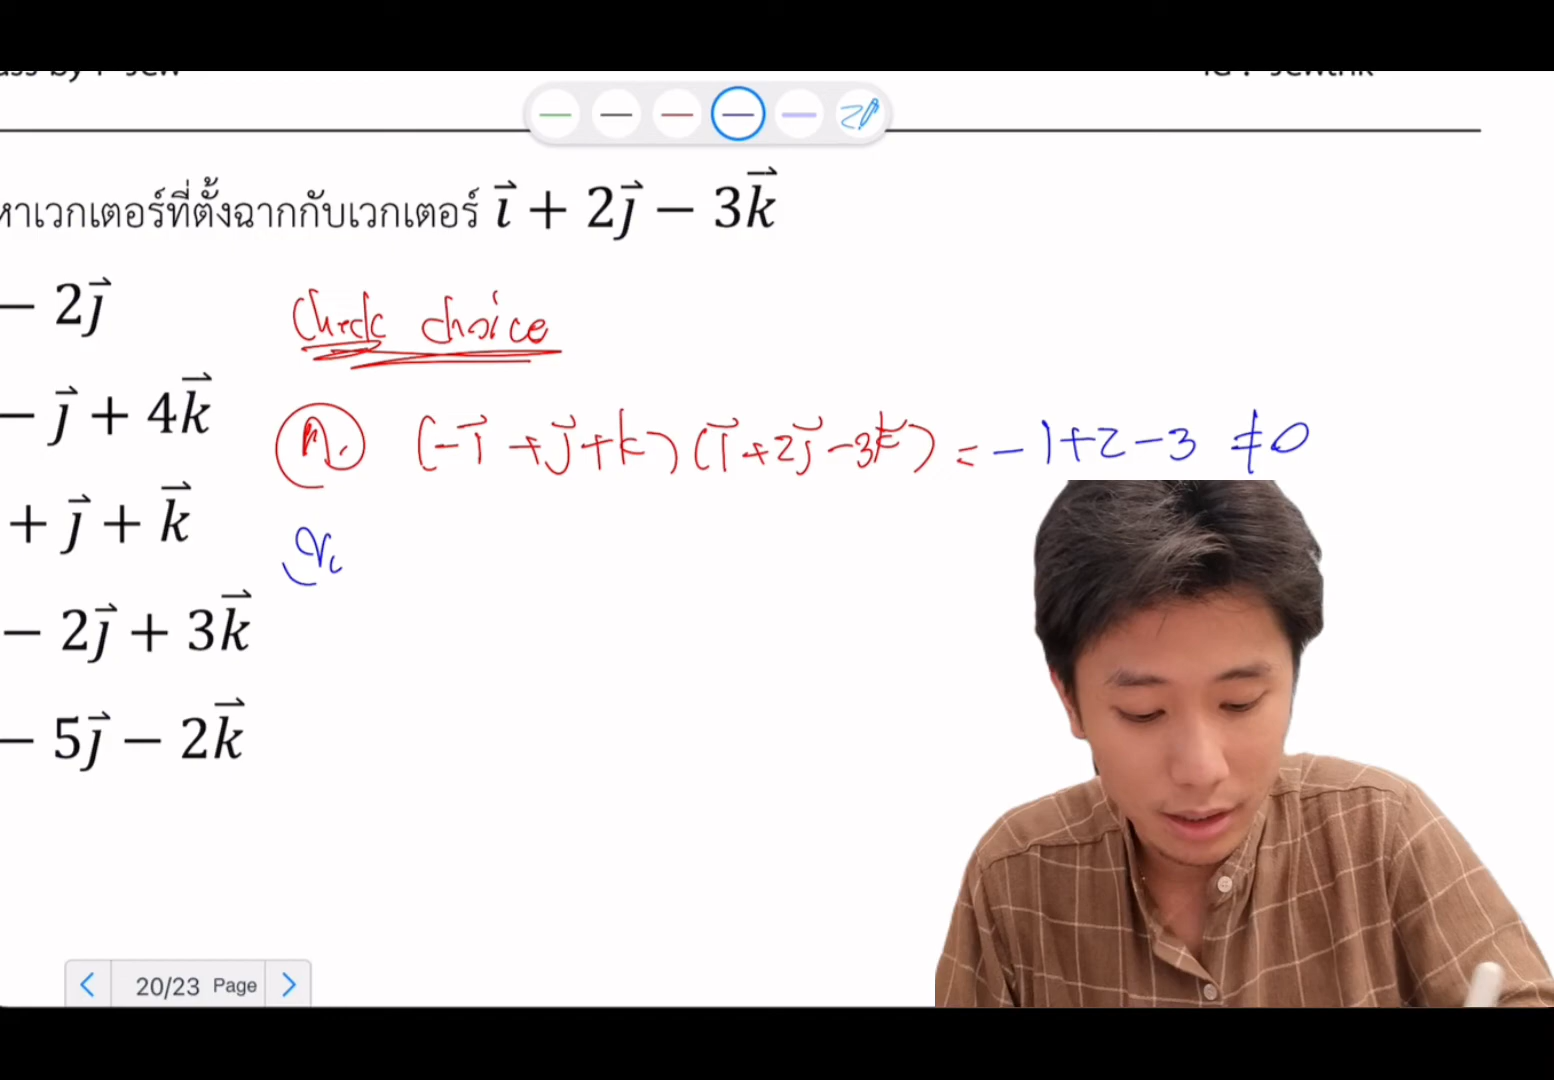 หาเวกเตอร์ที่ตั้งฉากกับเวกเตอร์ i⃗ + 2j⃗ − 3k⃗
− 2j⃗
Check choice
− j⃗ + 4k⃗
ก. (−i⃗ + j⃗ + k⃗)(i⃗ + 2j⃗ − 3k⃗) = −1+2−3 ≠0
+ j⃗ + k⃗
ข.
− 2j⃗ + 3k⃗
− 5j⃗ − 2k⃗
20/23 Page